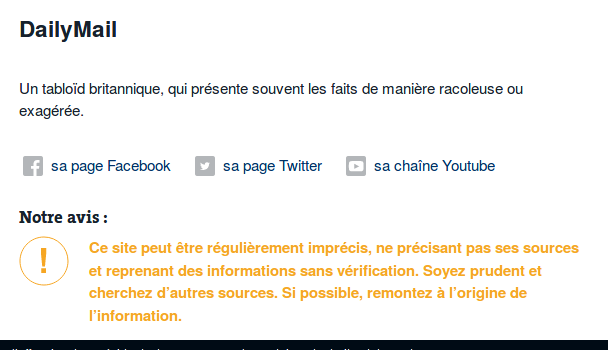 DailyMail
Un tabloïd britannique, qui présente souvent les faits de manière racoleuse ou
exagérée.
sa page Facebook sa page Twitter sa chaîne Youtube
Notre avis :
Ce site peut être régulièrement imprécis, ne précisant pas ses sources
et reprenant des informations sans vérification. Soyez prudent et
cherchez d’autres sources. Si possible, remontez à l’origine de
l’information.